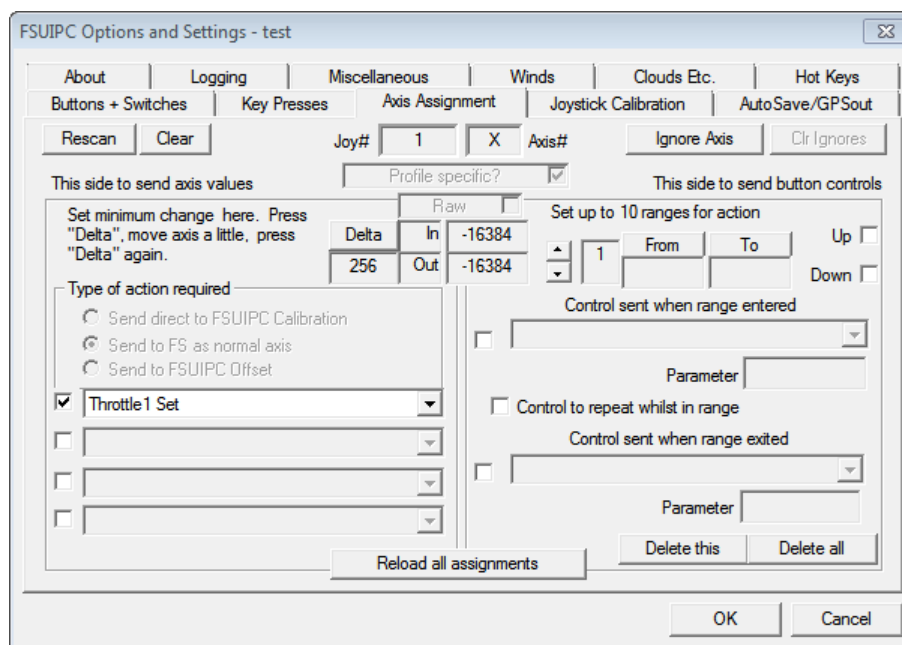 FSUIPC Options and Settings - test
About Logging Miscellaneous Winds Clouds Etc. Hot Keys
Buttons + Switches Key Presses Axis Assignment Joystick Calibration AutoSave/GPSout
Rescan Clear Joy# 1 X Axis# Ignore Axis Clr Ignores
Profile specific?
This side to send axis values This side to send button controls
Raw
Set minimum change here. Press
"Delta", move axis a little, press
"Delta" again.
Delta In -16384
256 Out -16384
Set up to 10 ranges for action
1 From To Up
Down
Type of action required
Send direct to FSUIPC Calibration
Send to FS as normal axis
Send to FSUIPC Offset
Throttle1 Set
Control sent when range entered
Parameter
Control to repeat whilst in range
Control sent when range exited
Parameter
Delete this Delete all
Reload all assignments
OK Cancel